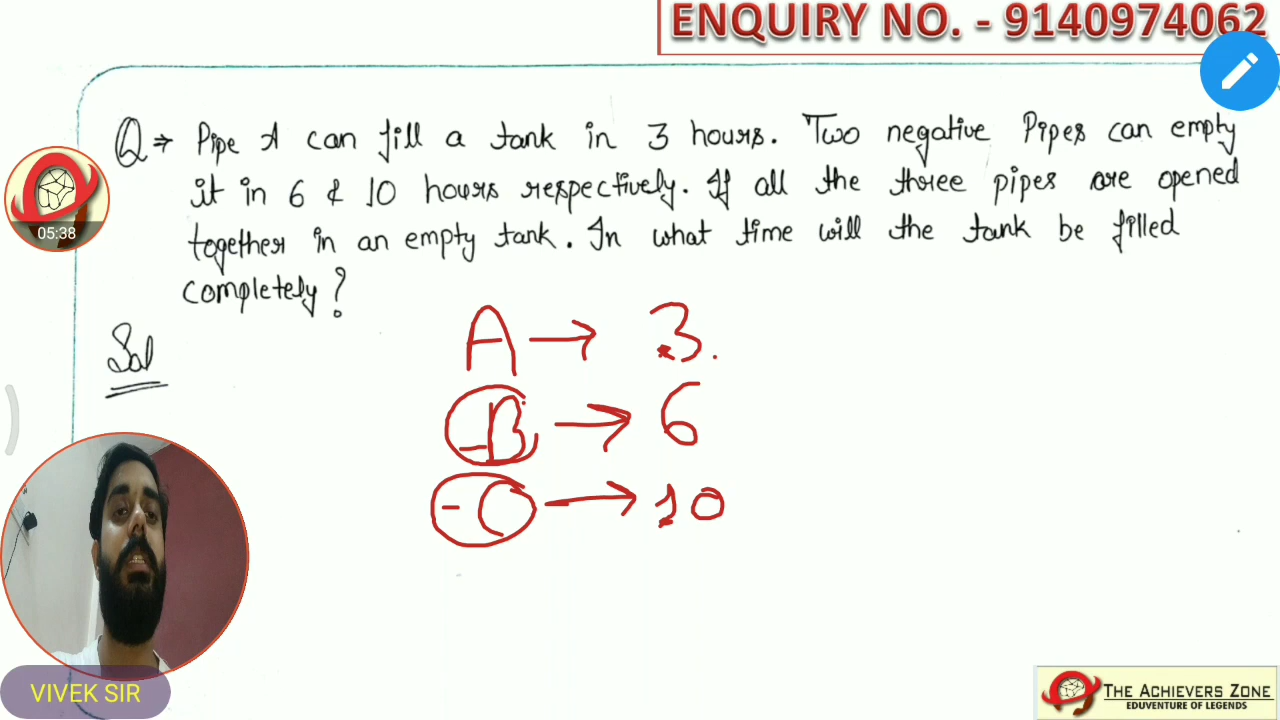 ENQUIRY NO. - 9140974062
Q ⇒ Pipe A can fill a tank in 3 hours. Two negative Pipes can empty
it in 6 & 10 hours respectively. If all the three pipes are opened
together in an empty tank. In what time will the tank be filled
completely?
05:38
Sol
A → 3.
-B → 6
-C → 10
VIVEK SIR
THE ACHIEVERS ZONE
EDUVENTURE OF LEGENDS